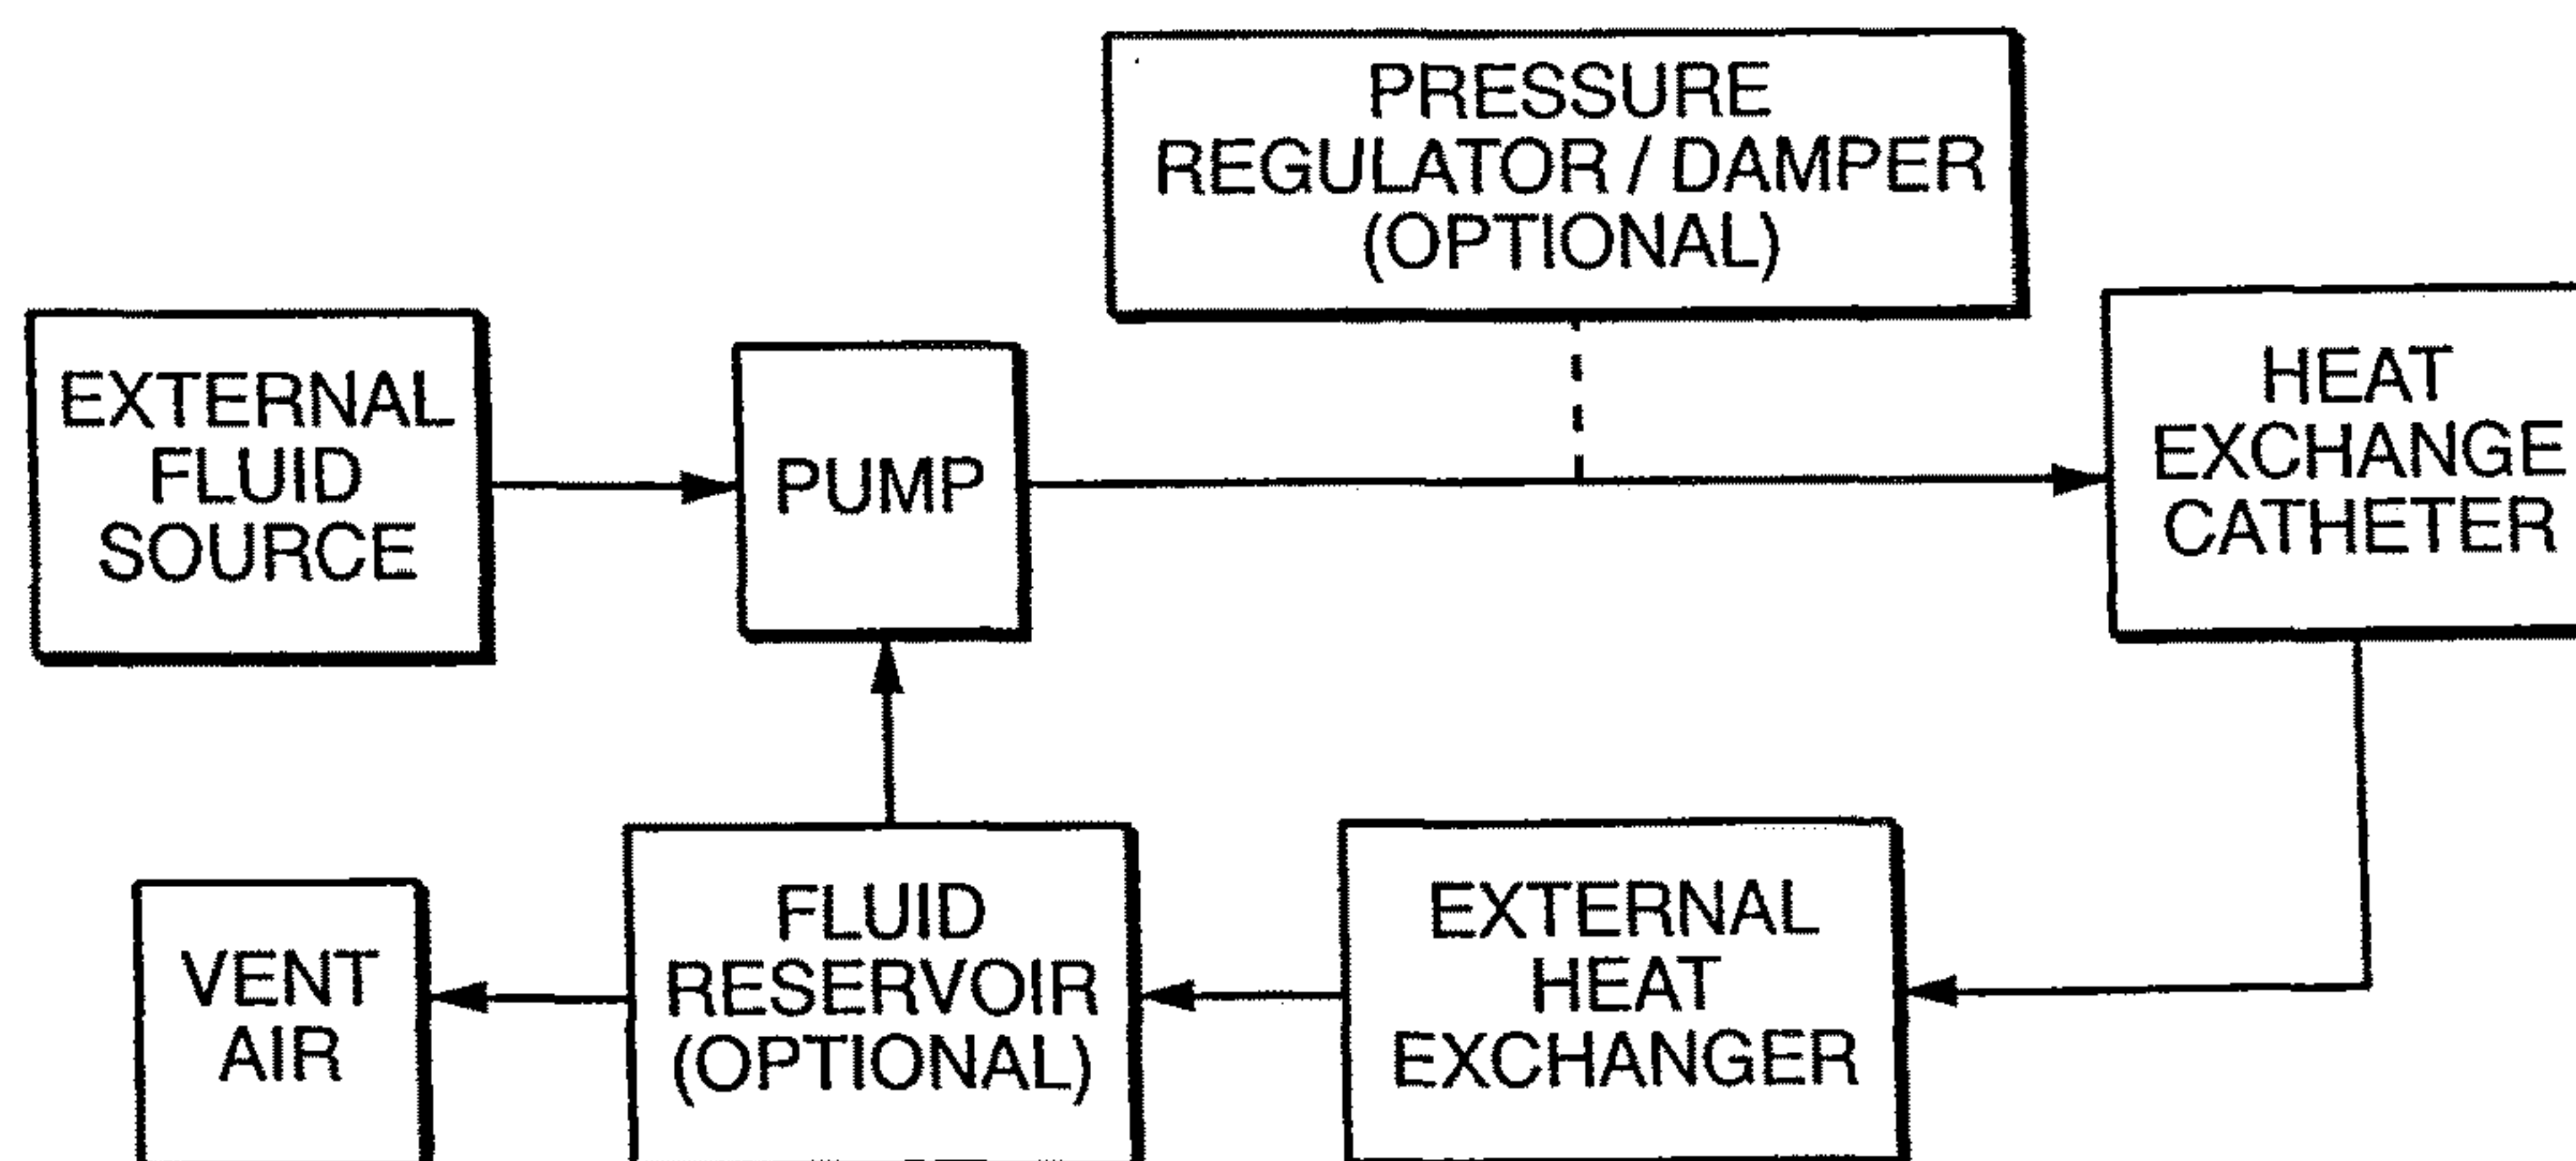 PRESSURE
REGULATOR / DAMPER
(OPTIONAL)
EXTERNAL
FLUID
SOURCE
PUMP
HEAT
EXCHANGE
CATHETER
VENT
AIR
FLUID
RESERVOIR
(OPTIONAL)
EXTERNAL
HEAT
EXCHANGER